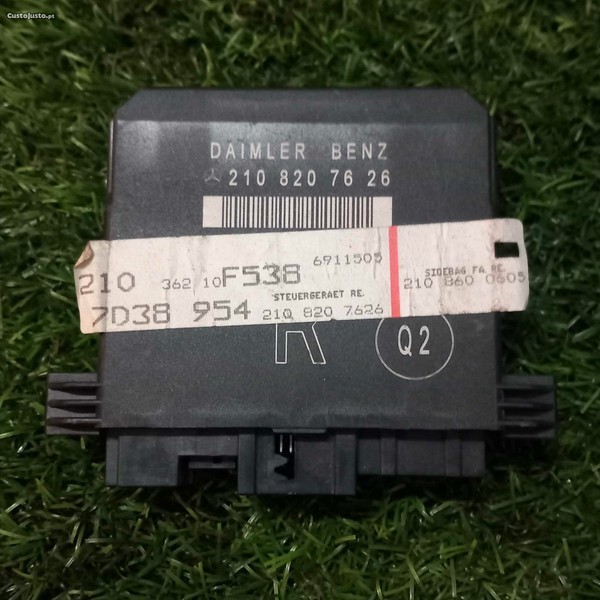 CustoJusto.pt
DAIMLER BENZ
210 820 76 26
210 362 10 F538 6911505
STEUERGERAET RE.
7D38 954 210 820 7626
SIDEBAG FA RE.
210 860 0605
R
Q2